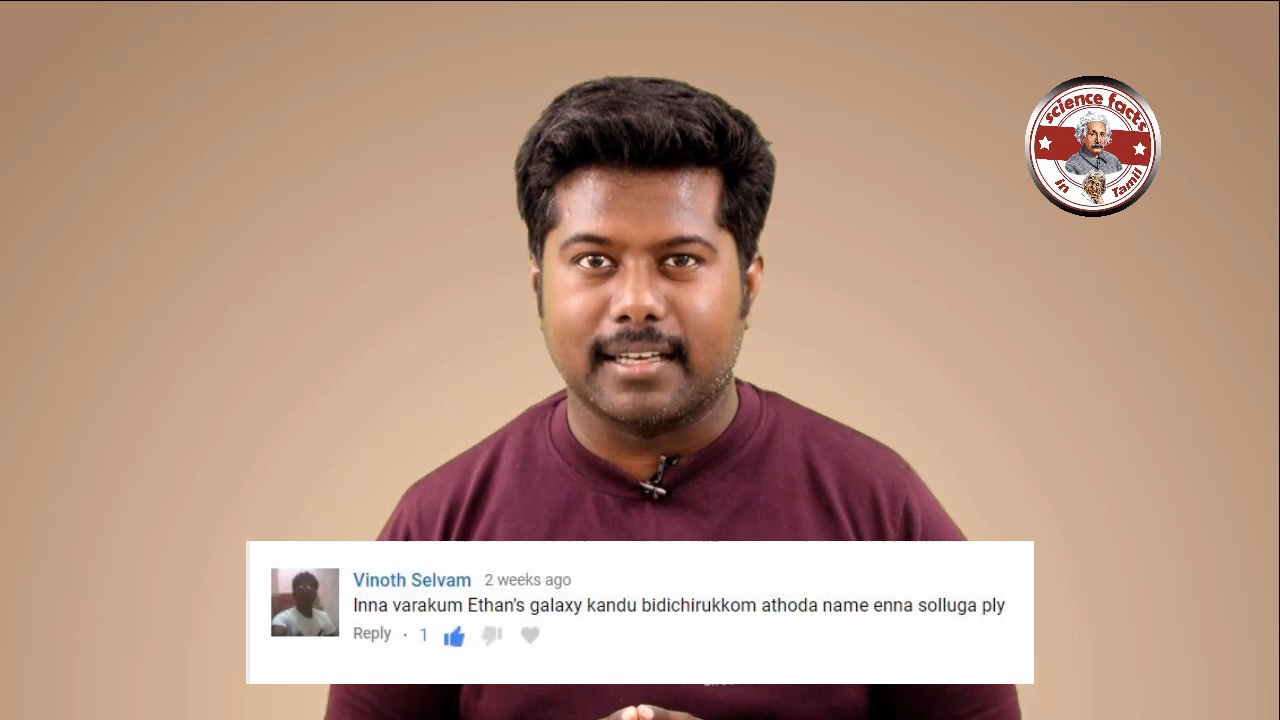 science facts
in Tamil
Vinoth Selvam 2 weeks ago
Inna varakum Ethan's galaxy kandu bidichirukkom athoda name enna solluga ply
Reply · 1